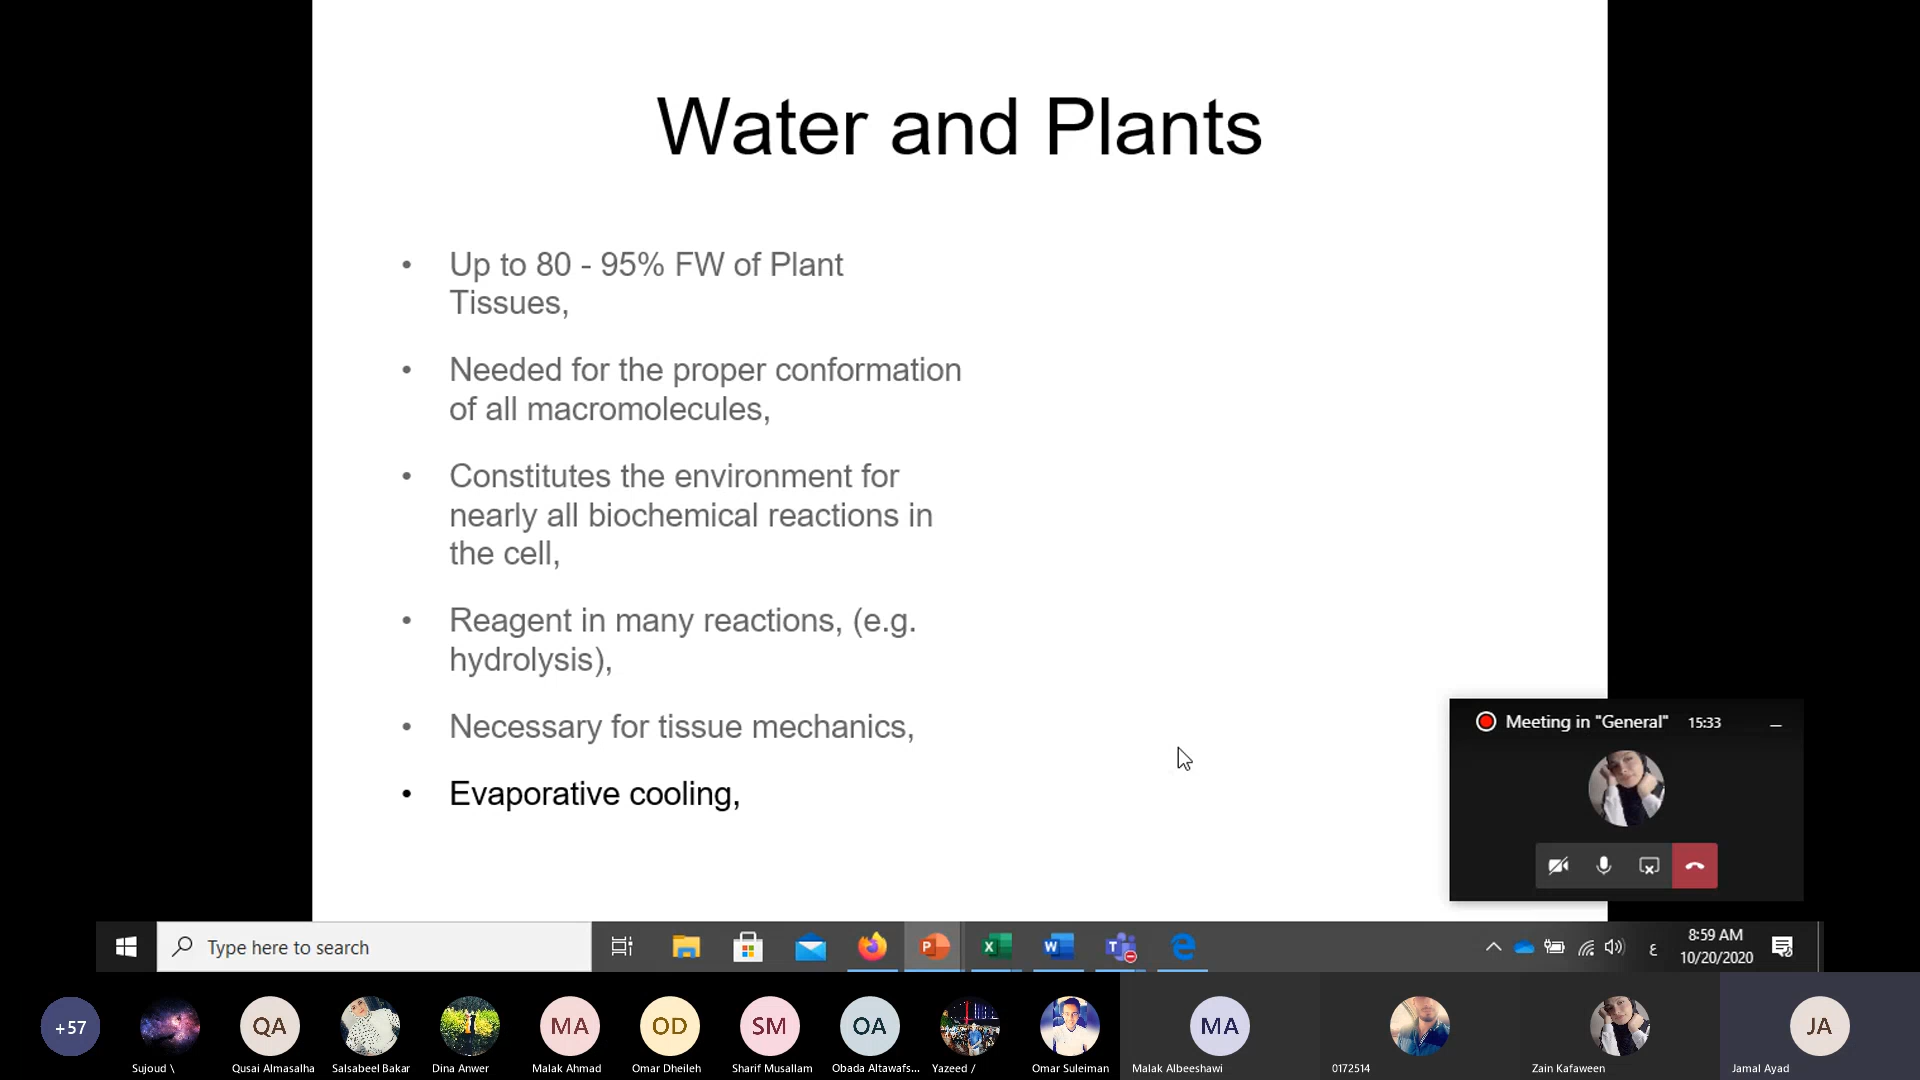 Water and Plants
• Up to 80 - 95% FW of Plant
Tissues,
• Needed for the proper conformation
of all macromolecules,
• Constitutes the environment for
nearly all biochemical reactions in
the cell,
• Reagent in many reactions, (e.g.
hydrolysis),
• Necessary for tissue mechanics,
• Evaporative cooling,
Meeting in "General" 15:33
Type here to search
ع
8:59 AM
10/20/2020
+57
QA
MA
OD
SM
OA
MA
JA
Sujoud \
Qusai Almasalha
Salsabeel Bakar
Dina Anwer
Malak Ahmad
Omar Dheileh
Sharif Musallam
Obada Altawafs...
Yazeed /
Omar Suleiman
Malak Albeeshawi
0172514
Zain Kafaween
Jamal Ayad